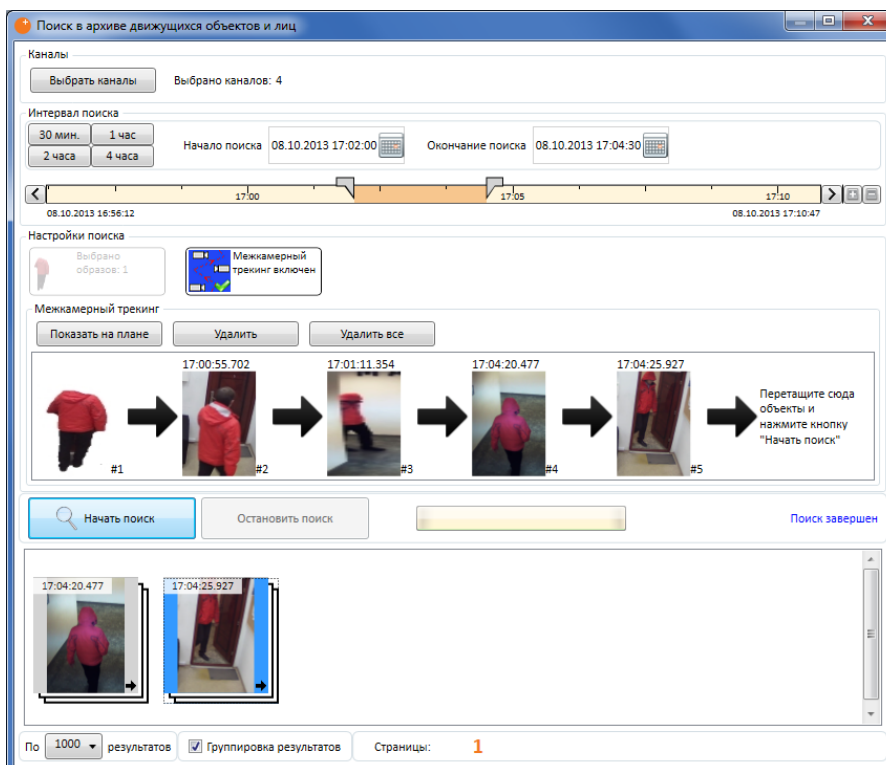 Поиск в архиве движущихся объектов и лиц
Каналы
Выбрать каналы Выбрано каналов: 4
Интервал поиска
30 мин. 1 час
2 часа 4 часа
Начало поиска 08.10.2013 17:02:00 Окончание поиска 08.10.2013 17:04:30
17:00 17:05 17:10
08.10.2013 16:56:12 08.10.2013 17:10:47
Настройки поиска
Выбрано
образов: 1
Межкамерный
трекинг включен
Межкамерный трекинг
Показать на плане Удалить Удалить все
17:00:55.702 17:01:11.354 17:04:20.477 17:04:25.927
Перетащите сюда
объекты и
нажмите кнопку
"Начать поиск"
#1 #2 #3 #4 #5
Начать поиск Остановить поиск Поиск завершен
17:04:20.477 17:04:25.927
По 1000 результатов Группировка результатов Страницы: 1